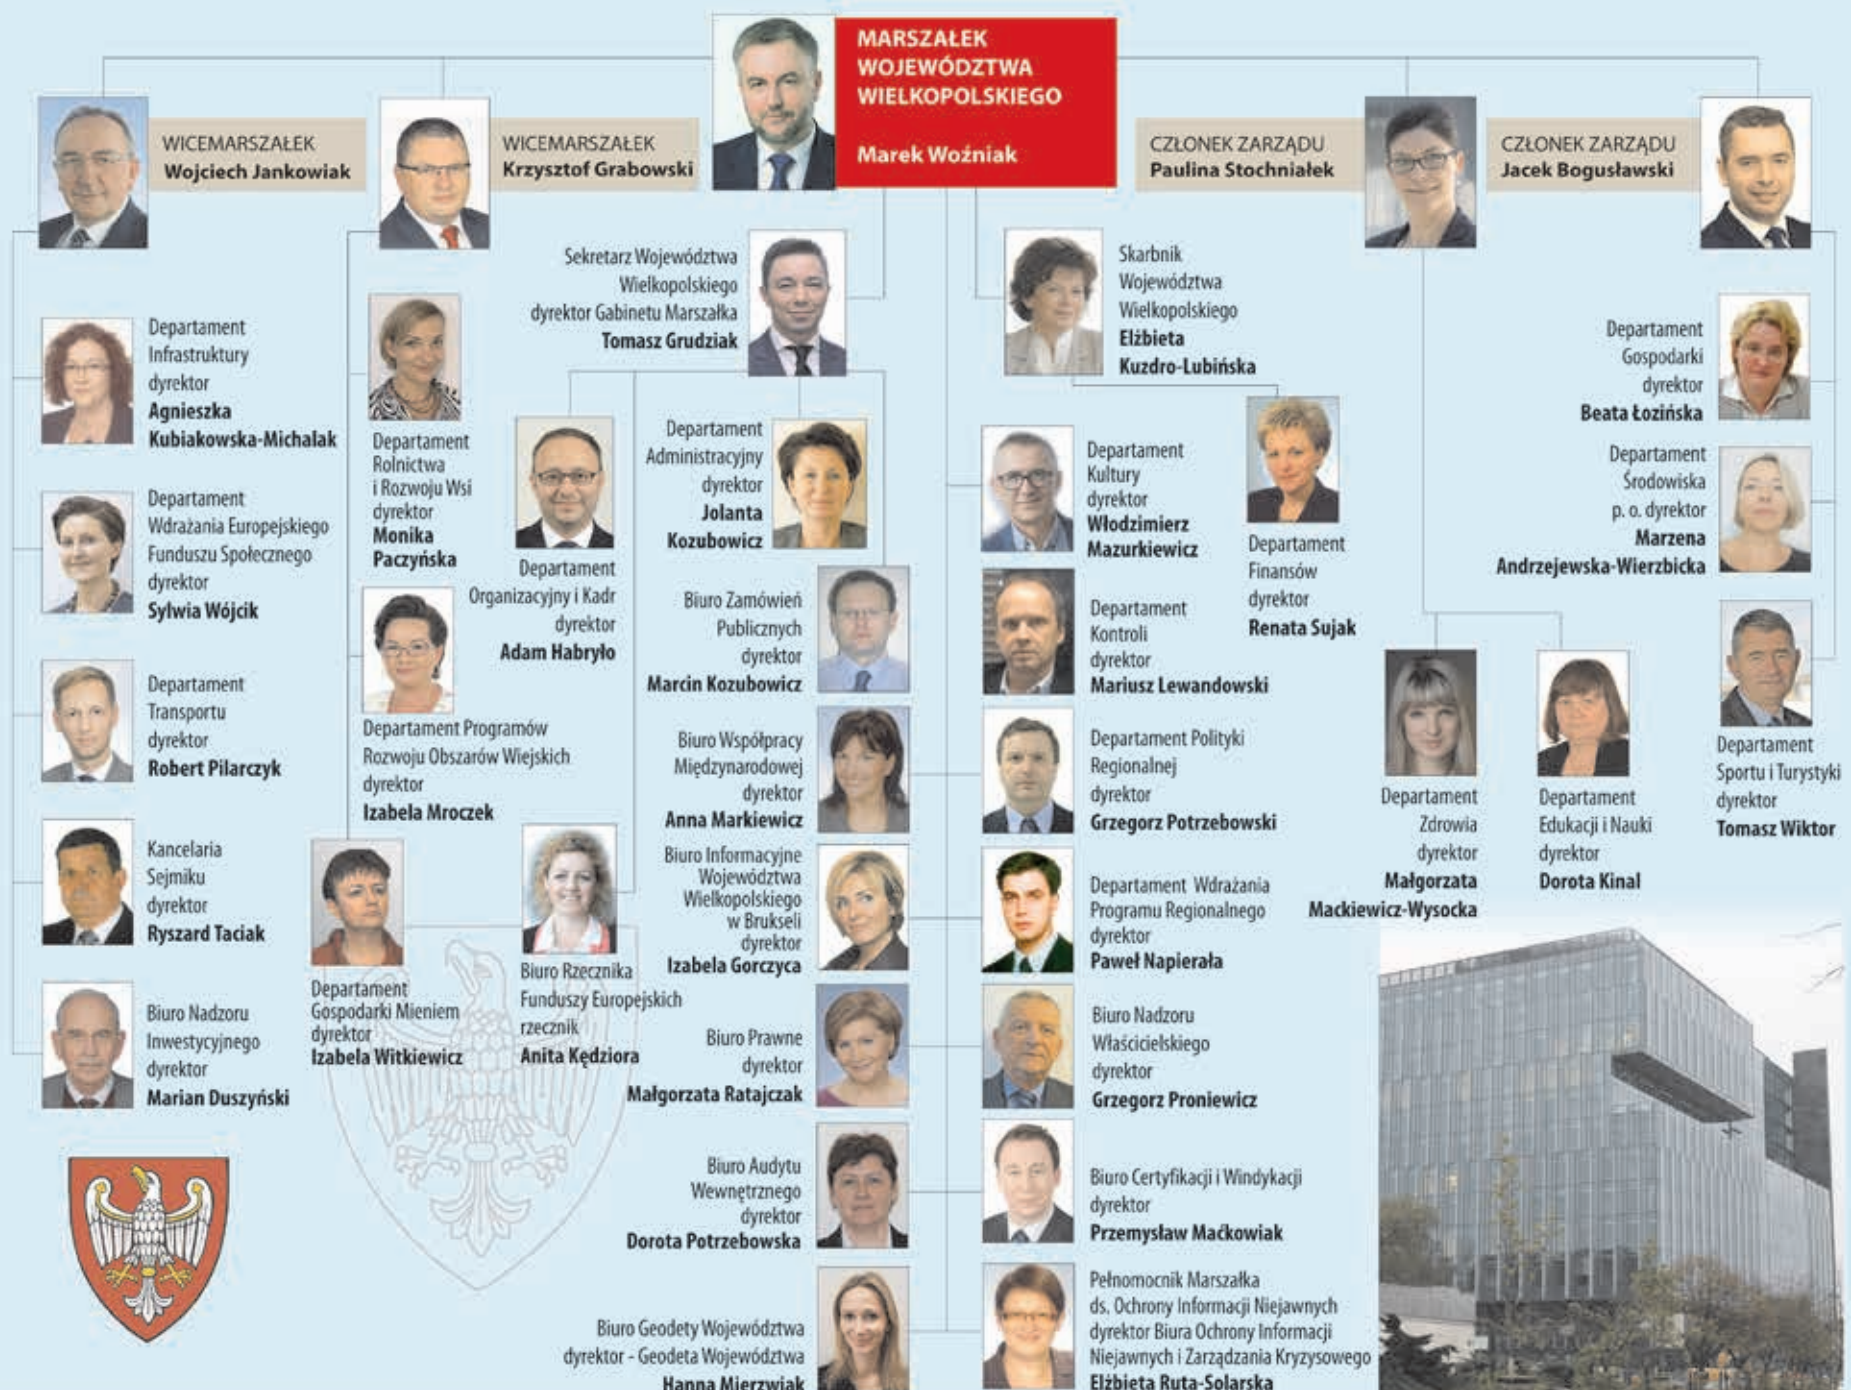 MARSZAŁEK
WOJEWÓDZTWA
WIELKOPOLSKIEGO
Marek Woźniak
WICEMARSZAŁEK
Wojciech Jankowiak
WICEMARSZAŁEK
Krzysztof Grabowski
CZŁONEK ZARZĄDU
Paulina Stochniałek
CZŁONEK ZARZĄDU
Jacek Bogusławski
Departament
Infrastruktury
dyrektor
Agnieszka
Kubiakowska-Michalak
Departament
Wdrażania Europejskiego
Funduszu Społecznego
dyrektor
Sylwia Wójcik
Departament
Transportu
dyrektor
Robert Pilarczyk
Kancelaria
Sejmiku
dyrektor
Ryszard Taciak
Biuro Nadzoru
Inwestycyjnego
dyrektor
Marian Duszyński
Departament
Rolnictwa
i Rozwoju Wsi
dyrektor
Monika
Paczyńska
Departament Programów
Rozwoju Obszarów Wiejskich
dyrektor
Izabela Mroczek
Departament
Gospodarki Mieniem
dyrektor
Izabela Witkiewicz
Sekretarz Województwa
Wielkopolskiego
dyrektor Gabinetu Marszałka
Tomasz Grudziak
Departament
Organizacyjny i Kadr
dyrektor
Adam Habryło
Biuro Rzecznika
Funduszy Europejskich
rzecznik
Anita Kędziora
Departament
Administracyjny
dyrektor
Jolanta
Kozubowicz
Biuro Zamówień
Publicznych
dyrektor
Marcin Kozubowicz
Biuro Współpracy
Międzynarodowej
dyrektor
Anna Markiewicz
Biuro Informacyjne
Województwa
Wielkopolskiego
w Brukseli
dyrektor
Izabela Gorczyca
Biuro Prawne
dyrektor
Małgorzata Ratajczak
Biuro Audytu
Wewnętrznego
dyrektor
Dorota Potrzebowska
Biuro Geodety Województwa
dyrektor - Geodeta Województwa
Hanna Mierzwiak
Skarbnik
Województwa
Wielkopolskiego
Elżbieta
Kuzdro-Lubińska
Departament
Finansów
dyrektor
Renata Sujak
Departament
Kultury
dyrektor
Włodzimierz
Mazurkiewicz
Departament
Kontroli
dyrektor
Mariusz Lewandowski
Departament Polityki
Regionalnej
dyrektor
Grzegorz Potrzebowski
Departament Wdrażania
Programu Regionalnego
dyrektor
Paweł Napierała
Biuro Nadzoru
Właścicielskiego
dyrektor
Grzegorz Proniewicz
Biuro Certyfikacji i Windykacji
dyrektor
Przemysław Maćkowiak
Pełnomocnik Marszałka
ds. Ochrony Informacji Niejawnych
dyrektor Biura Ochrony Informacji
Niejawnych i Zarządzania Kryzysowego
Elżbieta Ruta-Solarska
Departament
Zdrowia
dyrektor
Małgorzata
Mackiewicz-Wysocka
Departament
Edukacji i Nauki
dyrektor
Dorota Kinal
Departament
Gospodarki
dyrektor
Beata Łozińska
Departament
Środowiska
p. o. dyrektor
Marzena
Andrzejewska-Wierzbicka
Departament
Sportu i Turystyki
dyrektor
Tomasz Wiktor